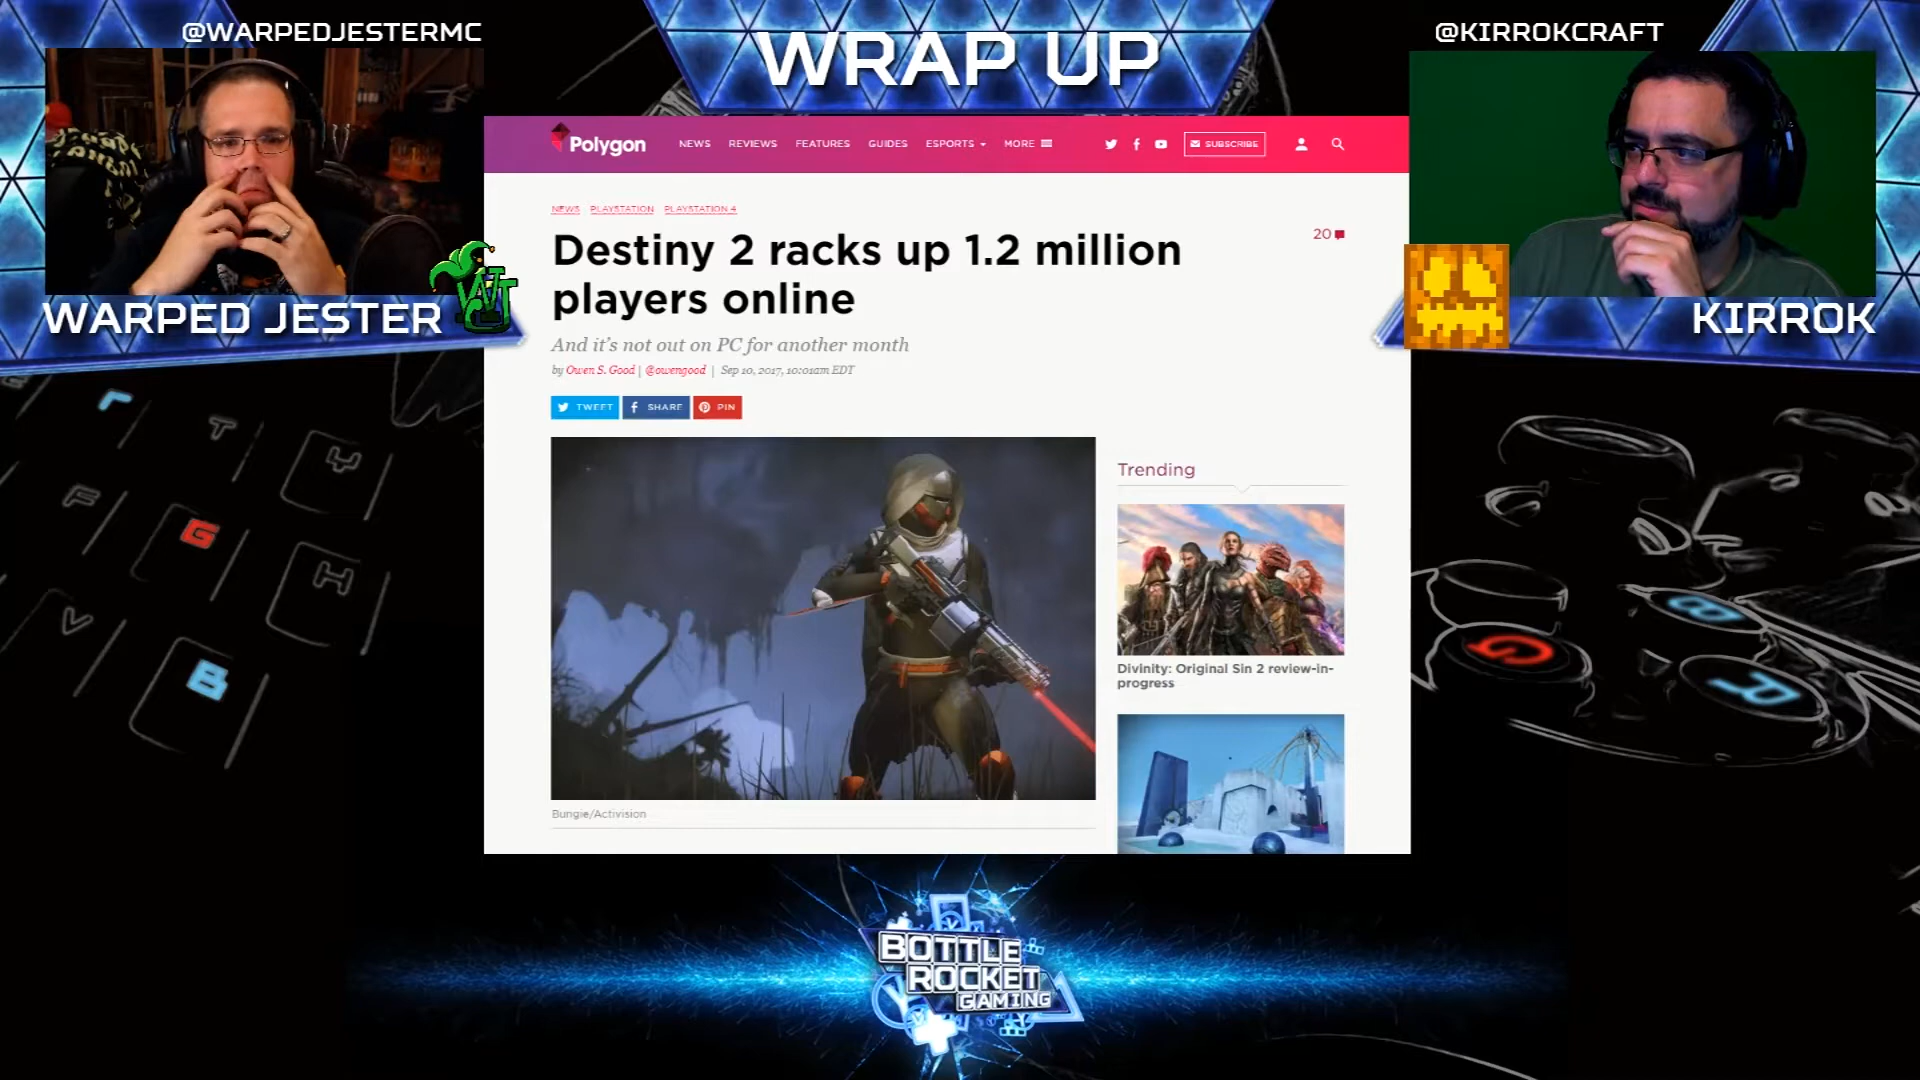 @WARPEDJESTERMC
WRAP UP
@KIRROKCRAFT
Polygon
NEWS
REVIEWS
FEATURES
GUIDES
ESPORTS
MORE
SUBSCRIBE
NEWS PLAYSTATION PLAYSTATION 4
20
Destiny 2 racks up 1.2 million
players online
And it's not out on PC for another month
by Owen S. Good | @owengood | Sep 10, 2017, 10:01am EDT
TWEET
SHARE
PIN
WARPED JESTER
WJ
KIRROK
Trending
Divinity: Original Sin 2 review-in-
progress
Bungie/Activision
r
T
Y
F
G
H
V
B
B
G
R
BOTTLE
ROCKET
GAMING